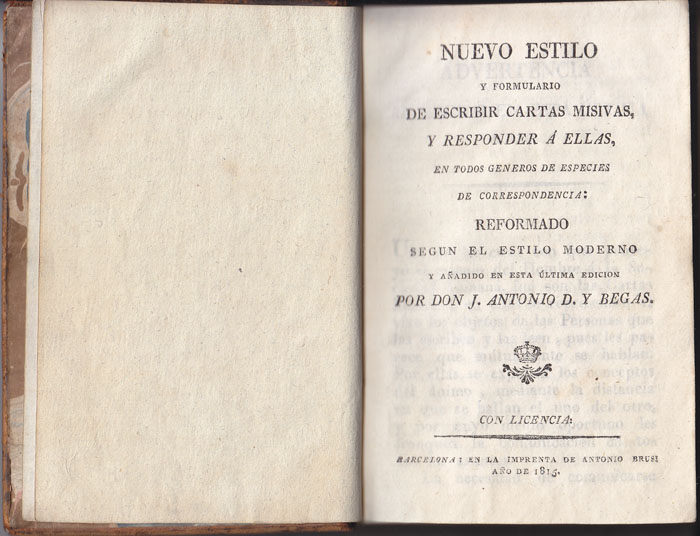 NUEVO ESTILO
Y FORMULARIO
DE ESCRIBIR CARTAS MISIVAS,
Y RESPONDER Á ELLAS,
EN TODOS GENEROS DE ESPECIES
DE CORRESPONDENCIA:
REFORMADO
SEGUN EL ESTILO MODERNO
Y AÑADIDO EN ESTA ÚLTIMA EDICION
POR DON J. ANTONIO D. Y BEGAS.
CON LICENCIA:
BARCELONA: EN LA IMPRENTA DE ANTONIO BRUSI
AÑO DE 1815.